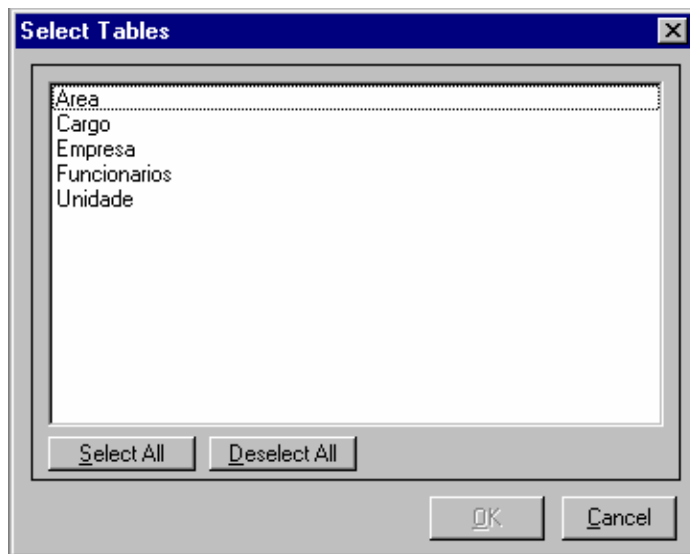 Select Tables
Area
Cargo
Empresa
Funcionarios
Unidade
Select All Deselect All
OK Cancel